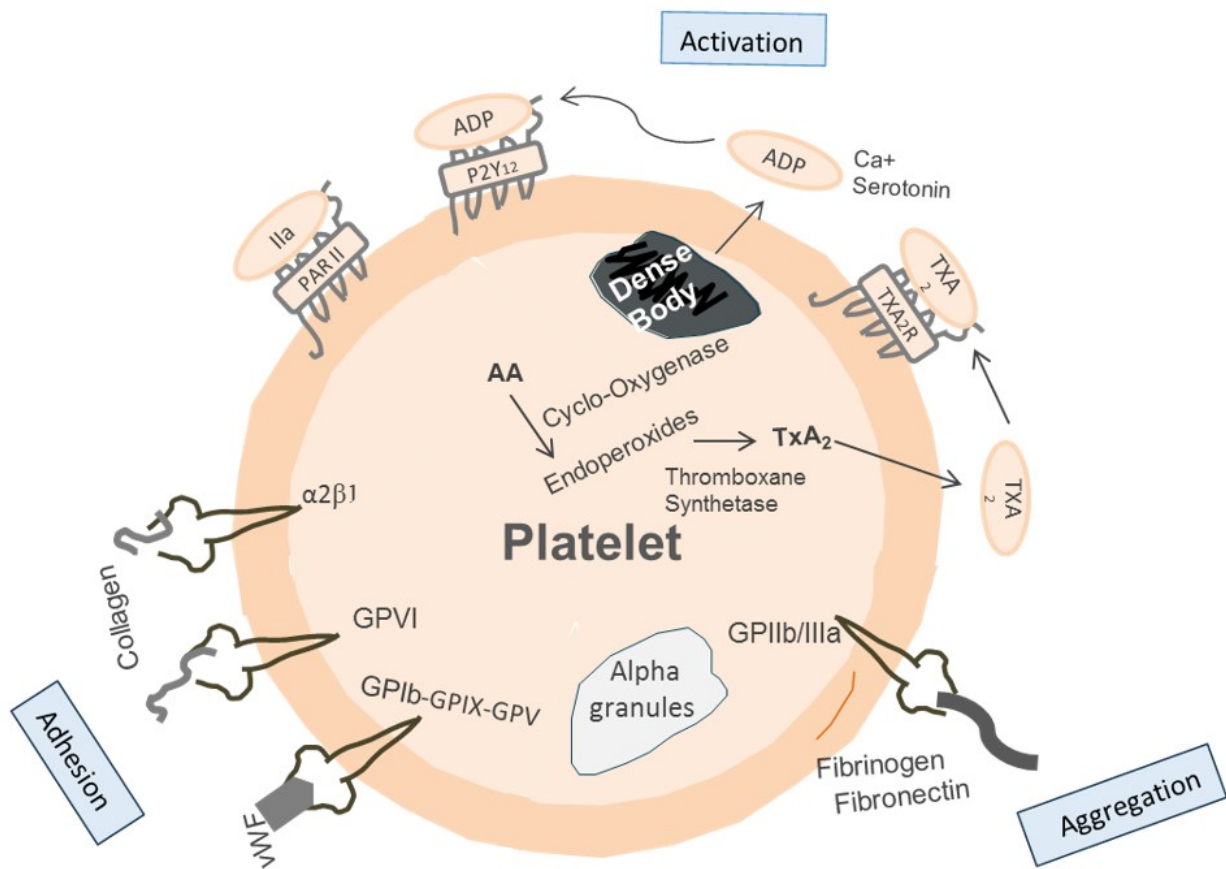 Activation
ADP
P2Y12
ADP
Ca+
Serotonin
IIa
PAR II
TXA
2
TXA2R
Dense
Body
AA
Cyclo-Oxygenase
Endoperoxides
TxA2
Thromboxane
Synthetase
TXA
2
α2β1
Collagen
Platelet
GPVI
GPIb-GPIX-GPV
GPIIb/IIIa
Alpha
granules
Adhesion
vWF
Fibrinogen
Fibronectin
Aggregation